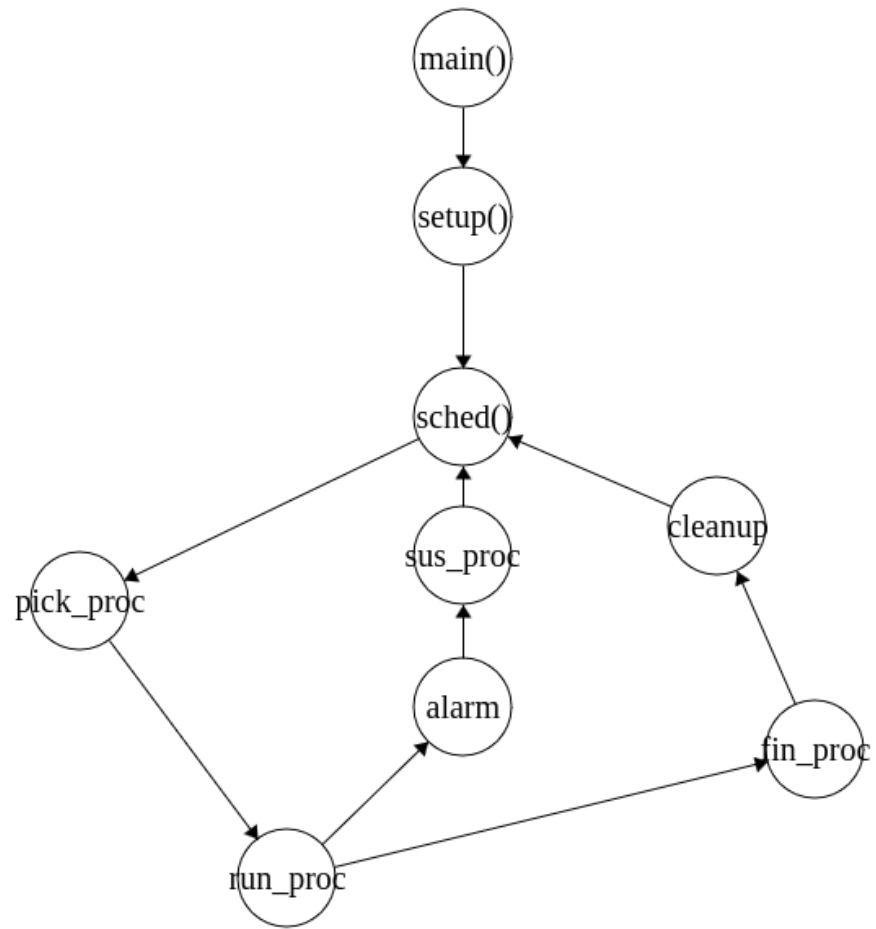 main()
setup()
sched()
cleanup
sus_proc
pick_proc
alarm
fin_proc
run_proc